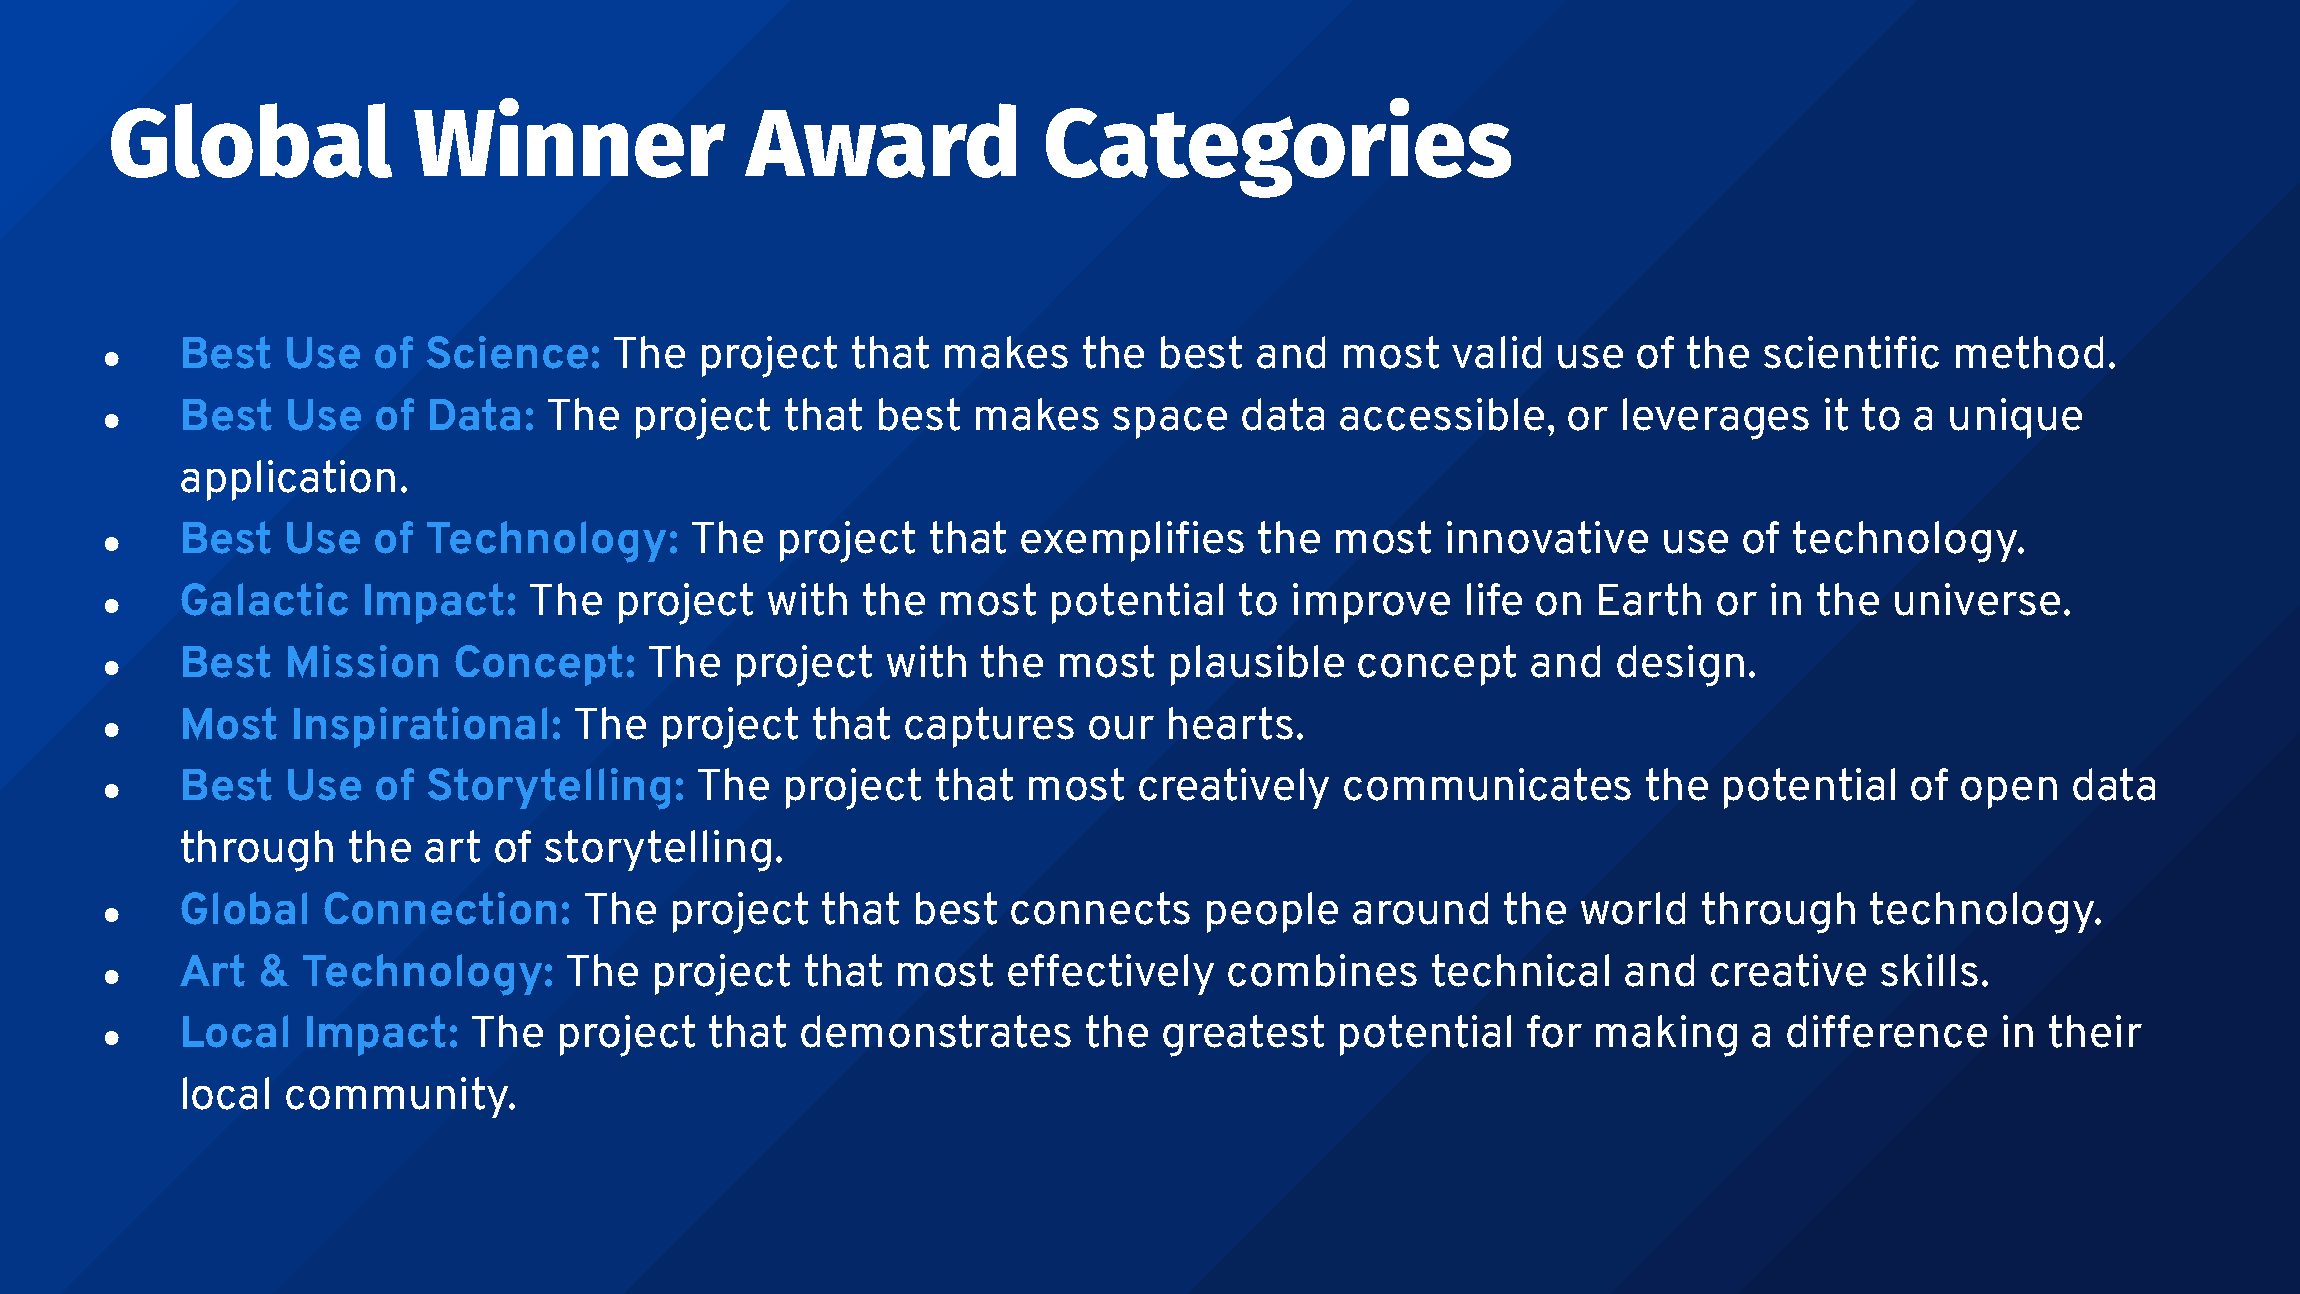 Global Winner Award Categories
● Best Use of Science: The project that makes the best and most valid use of the scientific method.
● Best Use of Data: The project that best makes space data accessible, or leverages it to a unique
application.
● Best Use of Technology: The project that exemplifies the most innovative use of technology.
● Galactic Impact: The project with the most potential to improve life on Earth or in the universe.
● Best Mission Concept: The project with the most plausible concept and design.
● Most Inspirational: The project that captures our hearts.
● Best Use of Storytelling: The project that most creatively communicates the potential of open data
through the art of storytelling.
● Global Connection: The project that best connects people around the world through technology.
● Art & Technology: The project that most effectively combines technical and creative skills.
● Local Impact: The project that demonstrates the greatest potential for making a difference in their
local community.